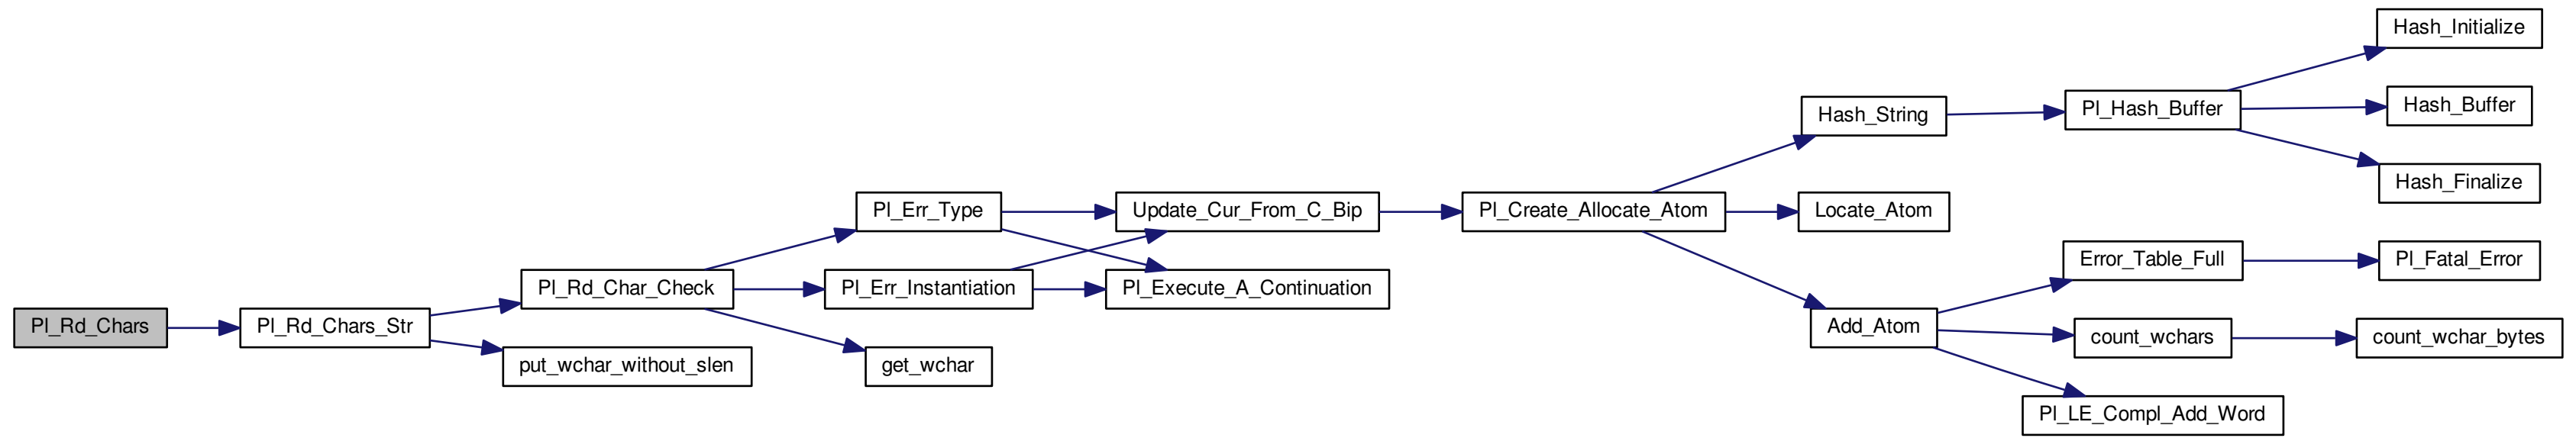 Pl_Rd_Chars
Pl_Rd_Chars_Str
Pl_Rd_Char_Check
put_wchar_without_slen
Pl_Err_Type
Pl_Err_Instantiation
get_wchar
Update_Cur_From_C_Bip
Pl_Execute_A_Continuation
Pl_Create_Allocate_Atom
Hash_String
Locate_Atom
Add_Atom
Pl_Hash_Buffer
Error_Table_Full
count_wchars
Pl_LE_Compl_Add_Word
Hash_Initialize
Hash_Buffer
Hash_Finalize
Pl_Fatal_Error
count_wchar_bytes